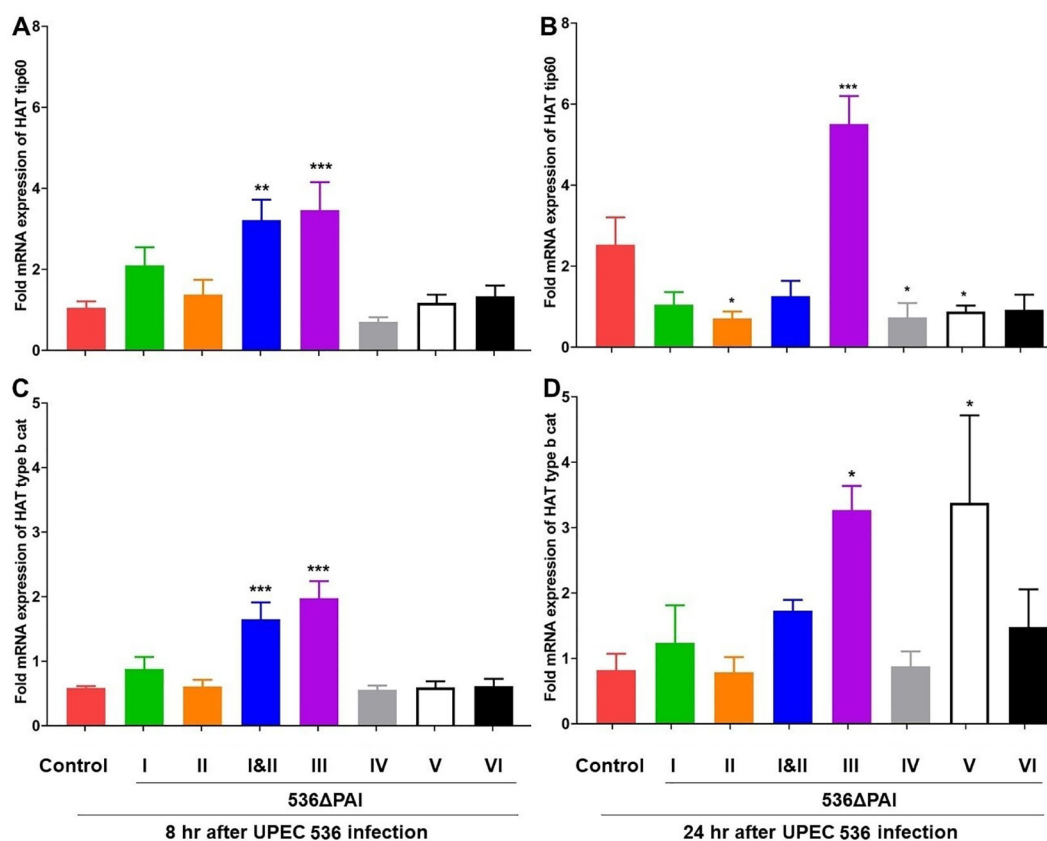 A
Fold mRNA expression of HAT tip60
8
6
4
2
0
**
***
B
Fold mRNA expression of HAT tip60
8
6
4
2
0
*
***
*
*
C
Fold mRNA expression of HAT type b cat
5
4
3
2
1
0
***
***
D
Fold mRNA expression of HAT type b cat
5
4
3
2
1
0
*
*
Control I II I&II III IV V VI
536ΔPAI
8 hr after UPEC 536 infection
I II I&II III IV V VI
Control
536ΔPAI
24 hr after UPEC 536 infection